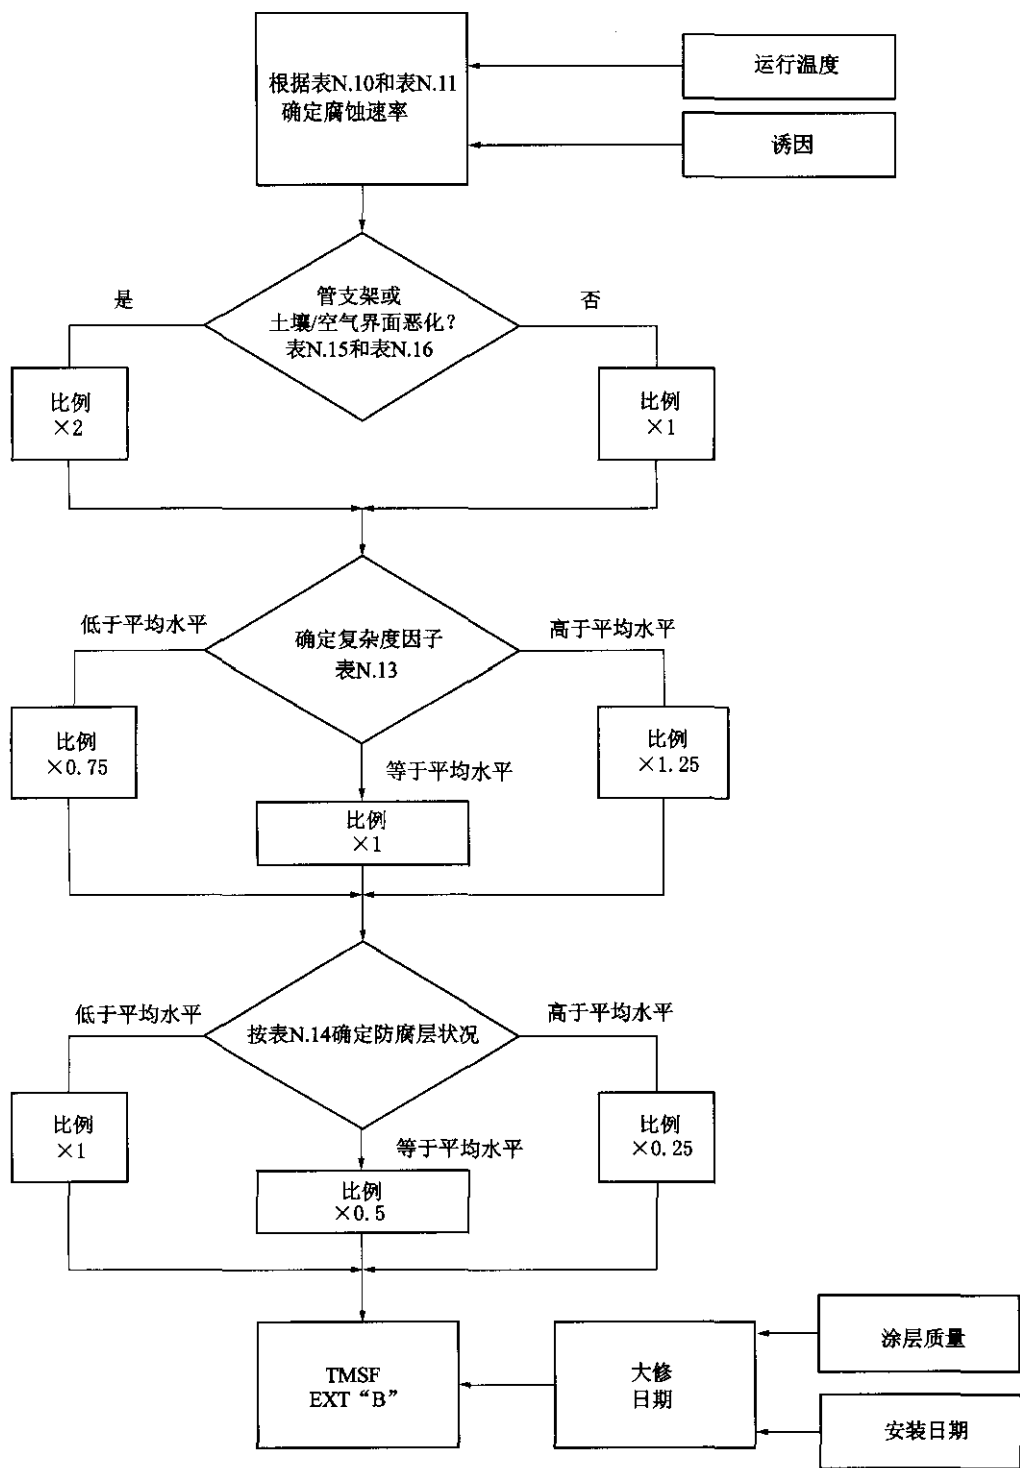 根据表N.10和表N.11
确定腐蚀速率
运行温度
诱因
是
管支架或
土壤/空气界面恶化？
表N.15和表N.16
否
比例
×2
比例
×1
低于平均水平
确定复杂度因子
表N.13
高于平均水平
比例
×0.75
等于平均水平
比例
×1.25
比例
×1
低于平均水平
按表N.14确定防腐层状况
高于平均水平
比例
×1
等于平均水平
比例
×0.25
比例
×0.5
TMSF
EXT“B”
大修
日期
涂层质量
安装日期